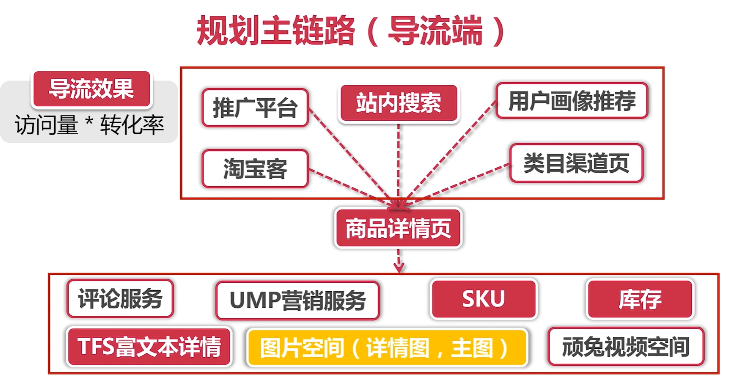 规划主链路（导流端）
导流效果
访问量 * 转化率
推广平台
站内搜索
用户画像推荐
淘宝客
类目渠道页
商品详情页
评论服务
UMP营销服务
SKU
库存
TFS富文本详情
图片空间（详情图，主图）
顽兔视频空间